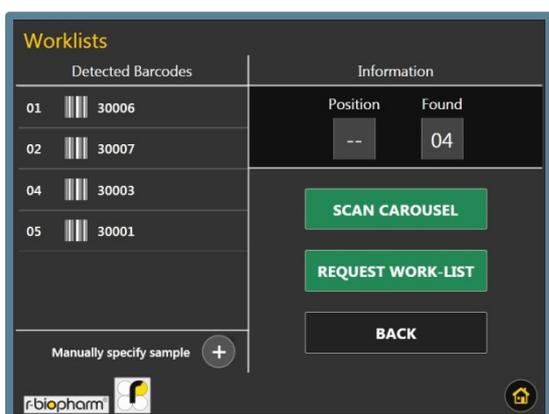 Worklists
Detected Barcodes
01 30006
02 30007
04 30003
05 30001
Manually specify sample +
Information
Position Found
-- 04
SCAN CAROUSEL
REQUEST WORK-LIST
BACK
r-biopharm®